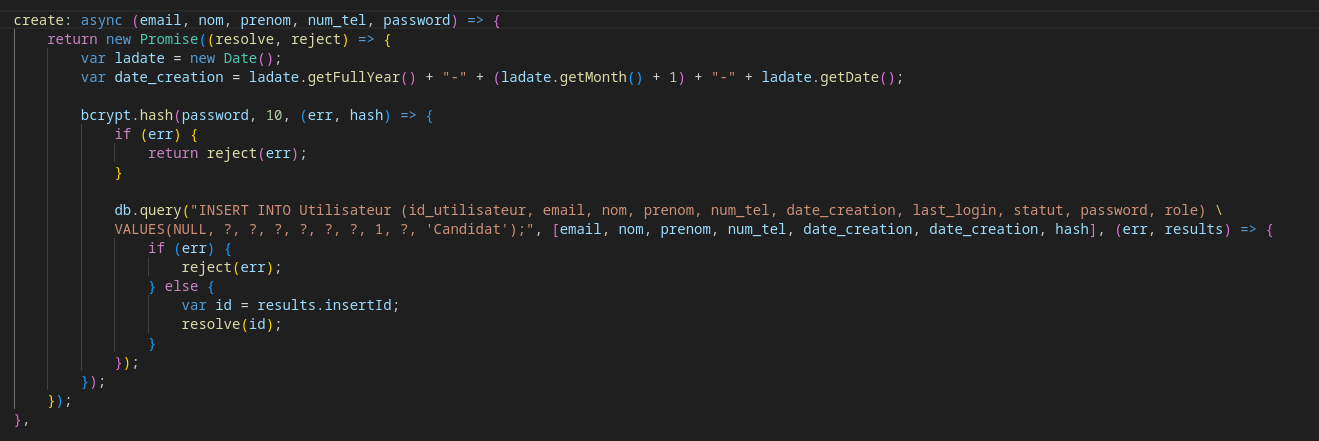 create: async (email, nom, prenom, num_tel, password) => {
    return new Promise((resolve, reject) => {
        var ladate = new Date();
        var date_creation = ladate.getFullYear() + "-" + (ladate.getMonth() + 1) + "-" + ladate.getDate();

        bcrypt.hash(password, 10, (err, hash) => {
            if (err) {
                return reject(err);
            }

            db.query("INSERT INTO Utilisateur (id_utilisateur, email, nom, prenom, num_tel, date_creation, last_login, statut, password, role) \
            VALUES(NULL, ?, ?, ?, ?, ?, ?, 1, ?, 'Candidat');", [email, nom, prenom, num_tel, date_creation, date_creation, hash], (err, results) => {
                if (err) {
                    reject(err);
                } else {
                    var id = results.insertId;
                    resolve(id);
                }
            });
        });
    });
},